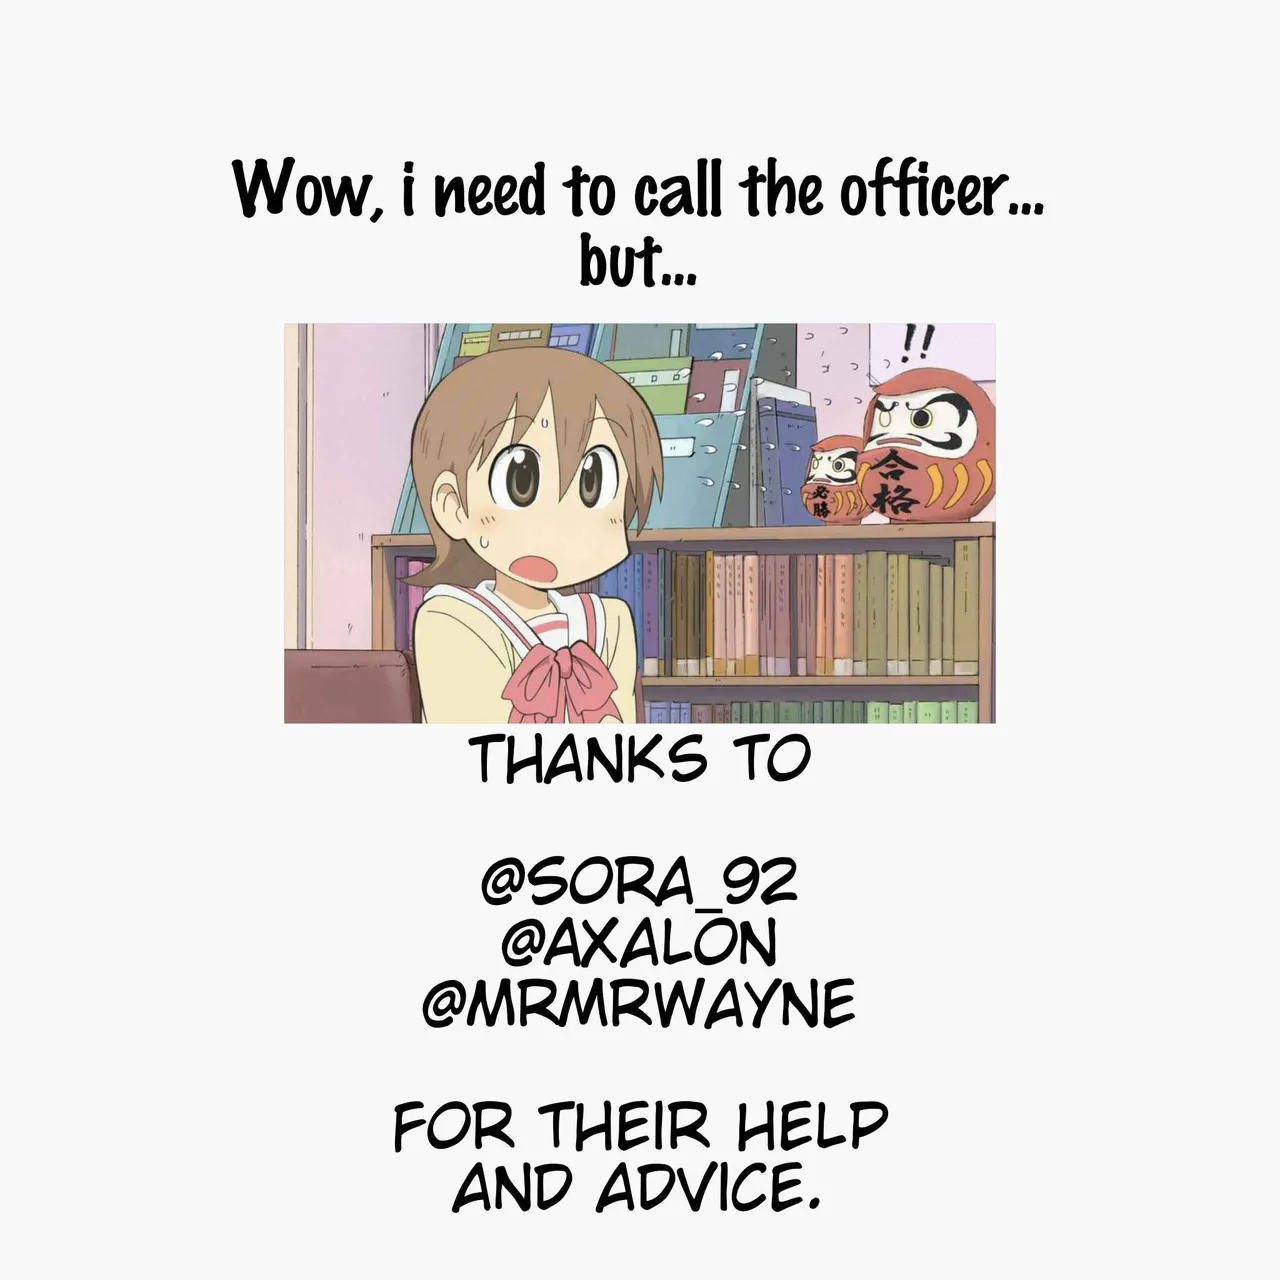 Wow, i need to call the officer...
but...
!!
合格
必勝
THANKS TO
@SORA_92
@AXALON
@MRMRWAYNE
FOR THEIR HELP
AND ADVICE.